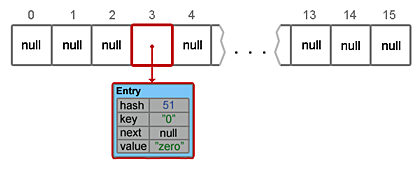 0 1 2 3 4 13 14 15
null null null null . . . null null null
Entry
hash 51
key "0"
next null
value "zero"